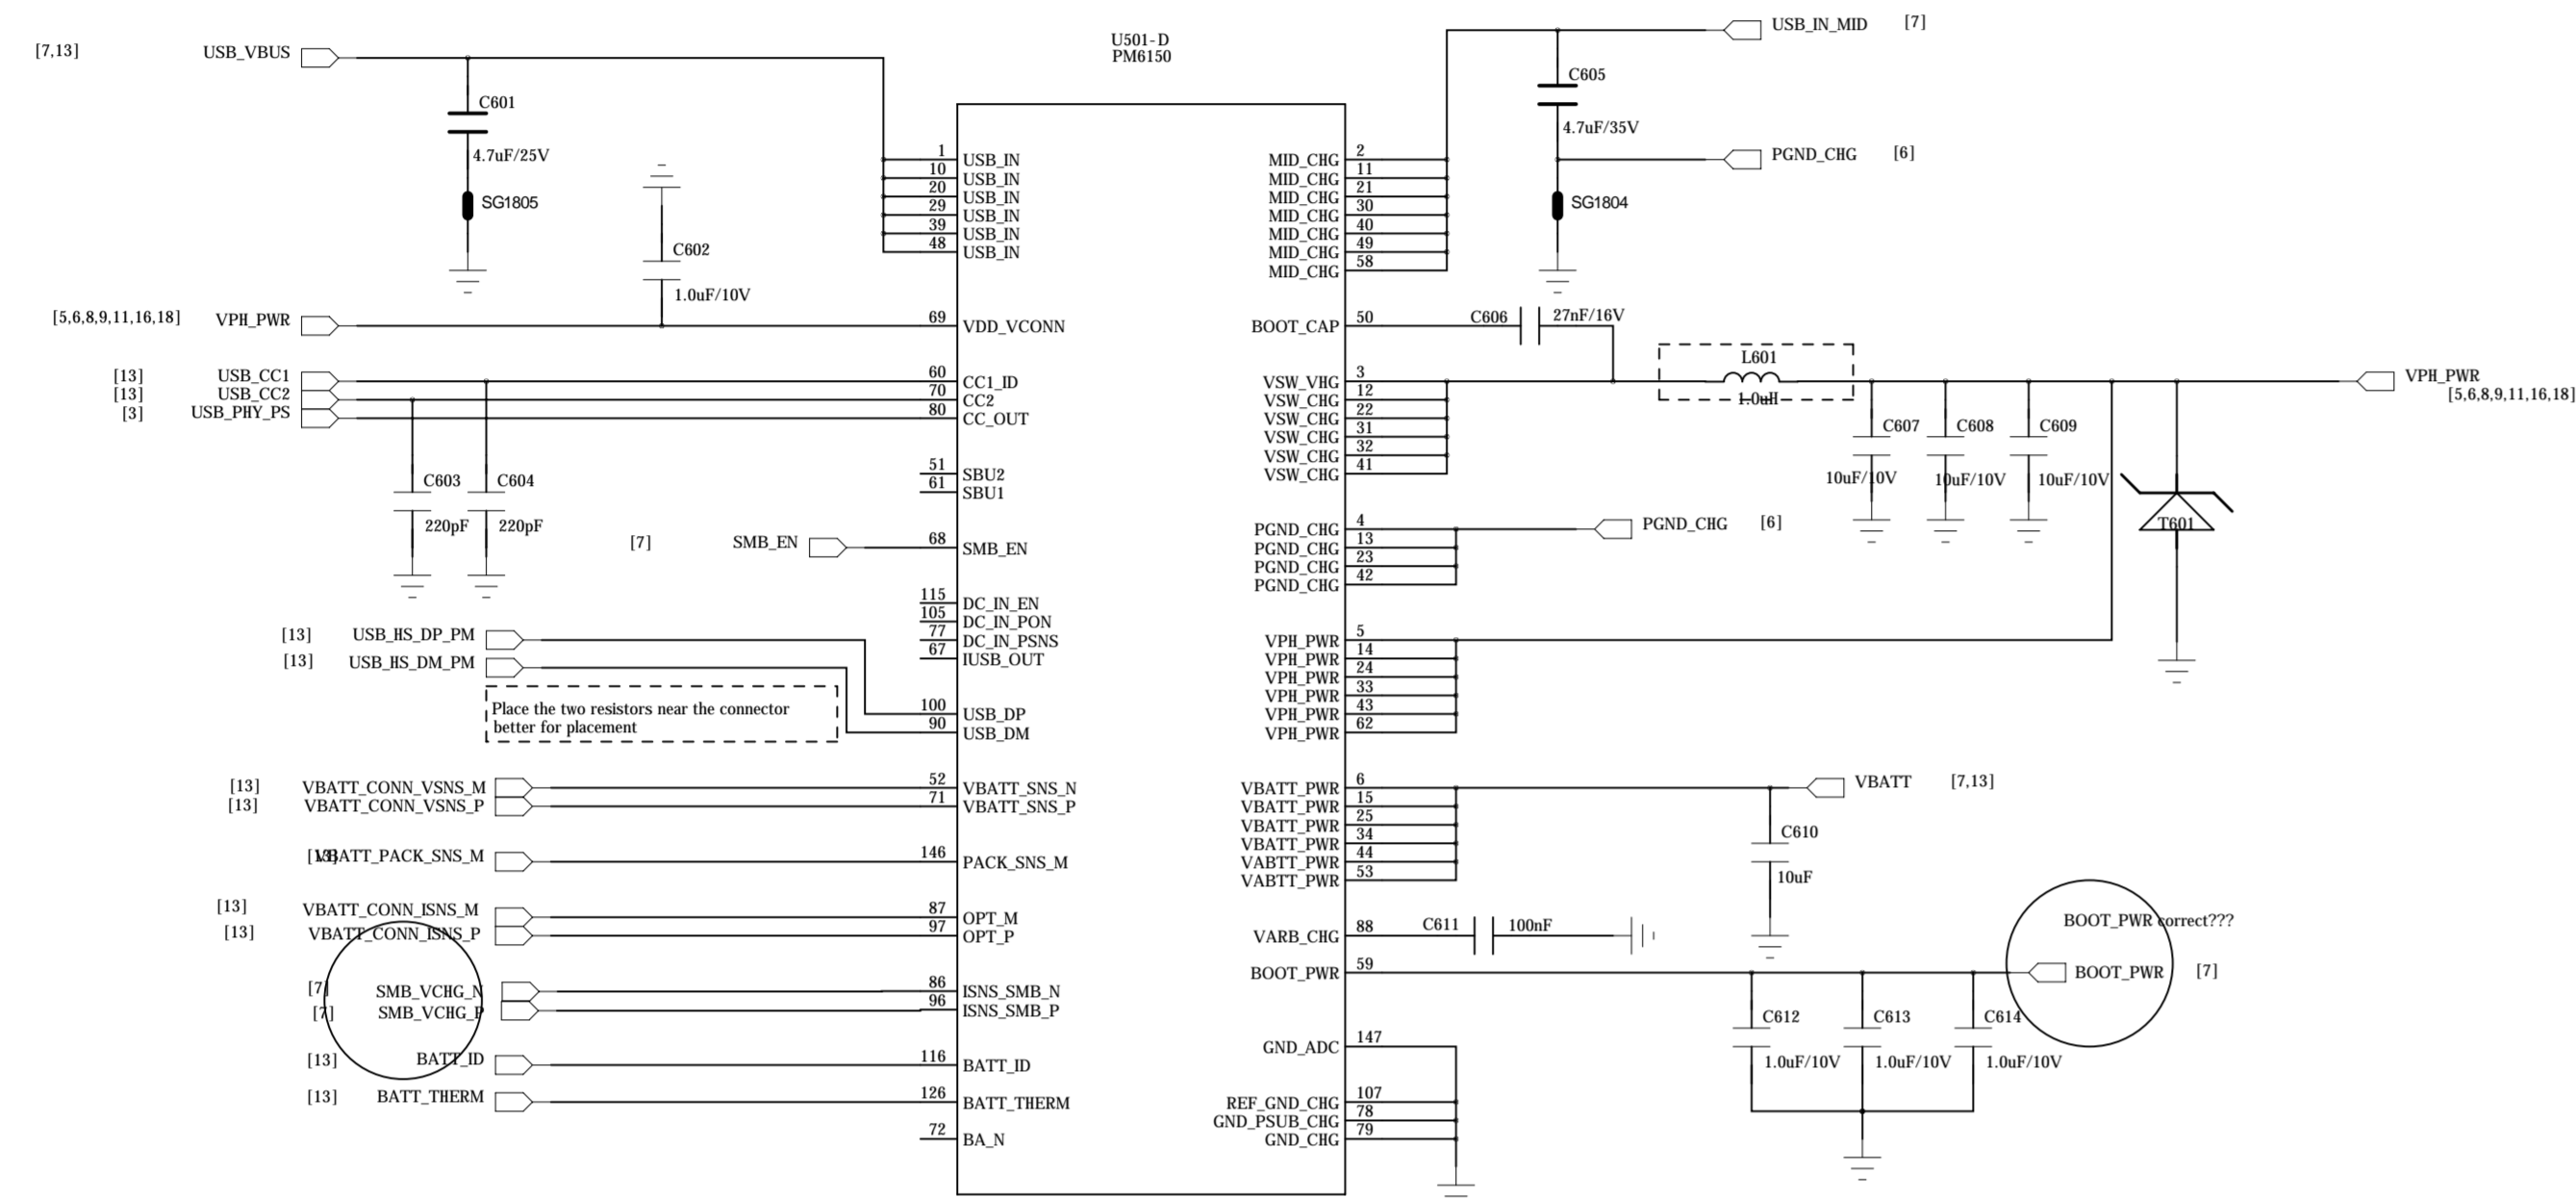 U501-D
PM6150
[7,13] USB_VBUS
C601
4.7uF/25V
SG1805
C602
1.0uF/10V
[5,6,8,9,11,16,18] VPH_PWR
[13] USB_CC1
[13] USB_CC2
[3] USB_PHY_PS
C603
220pF
C604
220pF
[7] SMB_EN
[13] USB_HS_DP_PM
[13] USB_HS_DM_PM
Place the two resistors near the connector
better for placement
[13] VBATT_CONN_VSNS_M
[13] VBATT_CONN_VSNS_P
[13] VBATT_PACK_SNS_M
[13] VBATT_CONN_ISNS_M
[13] VBATT_CONN_ISNS_P
[7] SMB_VCHG_N
[7] SMB_VCHG_P
[13] BATT_ID
[13] BATT_THERM
1 USB_IN
10 USB_IN
20 USB_IN
29 USB_IN
39 USB_IN
48 USB_IN
69 VDD_VCONN
60 CC1_ID
70 CC2
80 CC_OUT
51 SBU2
61 SBU1
68 SMB_EN
115 DC_IN_EN
105 DC_IN_PON
77 DC_IN_PSNS
67 IUSB_OUT
100 USB_DP
90 USB_DM
52 VBATT_SNS_N
71 VBATT_SNS_P
146 PACK_SNS_M
87 OPT_M
97 OPT_P
86 ISNS_SMB_N
96 ISNS_SMB_P
116 BATT_ID
126 BATT_THERM
72 BA_N
MID_CHG 2
MID_CHG 11
MID_CHG 21
MID_CHG 30
MID_CHG 40
MID_CHG 49
MID_CHG 58
BOOT_CAP 50
VSW_VHG 3
VSW_CHG 12
VSW_CHG 22
VSW_CHG 31
VSW_CHG 32
VSW_CHG 41
PGND_CHG 4
PGND_CHG 13
PGND_CHG 23
PGND_CHG 42
VPH_PWR 5
VPH_PWR 14
VPH_PWR 24
VPH_PWR 33
VPH_PWR 43
VPH_PWR 62
VBATT_PWR 6
VBATT_PWR 15
VBATT_PWR 25
VBATT_PWR 34
VABTT_PWR 44
VABTT_PWR 53
VARB_CHG 88
BOOT_PWR 59
GND_ADC 147
REF_GND_CHG 107
GND_PSUB_CHG 78
GND_CHG 79
USB_IN_MID [7]
C605
4.7uF/35V
PGND_CHG [6]
SG1804
C606 27nF/16V
L601
1.0uH
VPH_PWR
[5,6,8,9,11,16,18]
C607
10uF/10V
C608
10uF/10V
C609
10uF/10V
T601
PGND_CHG [6]
VBATT [7,13]
C610
10uF
C611 100nF
BOOT_PWR correct???
BOOT_PWR [7]
C612
1.0uF/10V
C613
1.0uF/10V
C614
1.0uF/10V